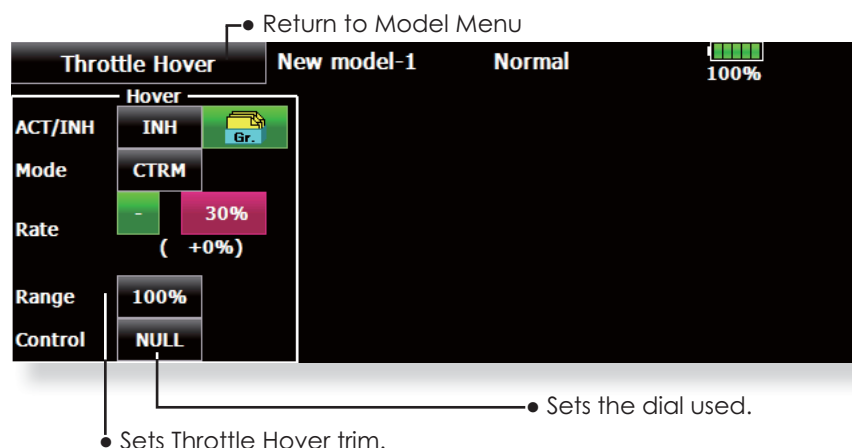 Return to Model Menu
Throttle Hover New model-1 Normal 100%
Hover
ACT/INH INH Gr.
Mode CTRM
Rate - 30%
( +0%)
Range 100%
Control NULL
Sets the dial used.
Sets Throttle Hover trim.